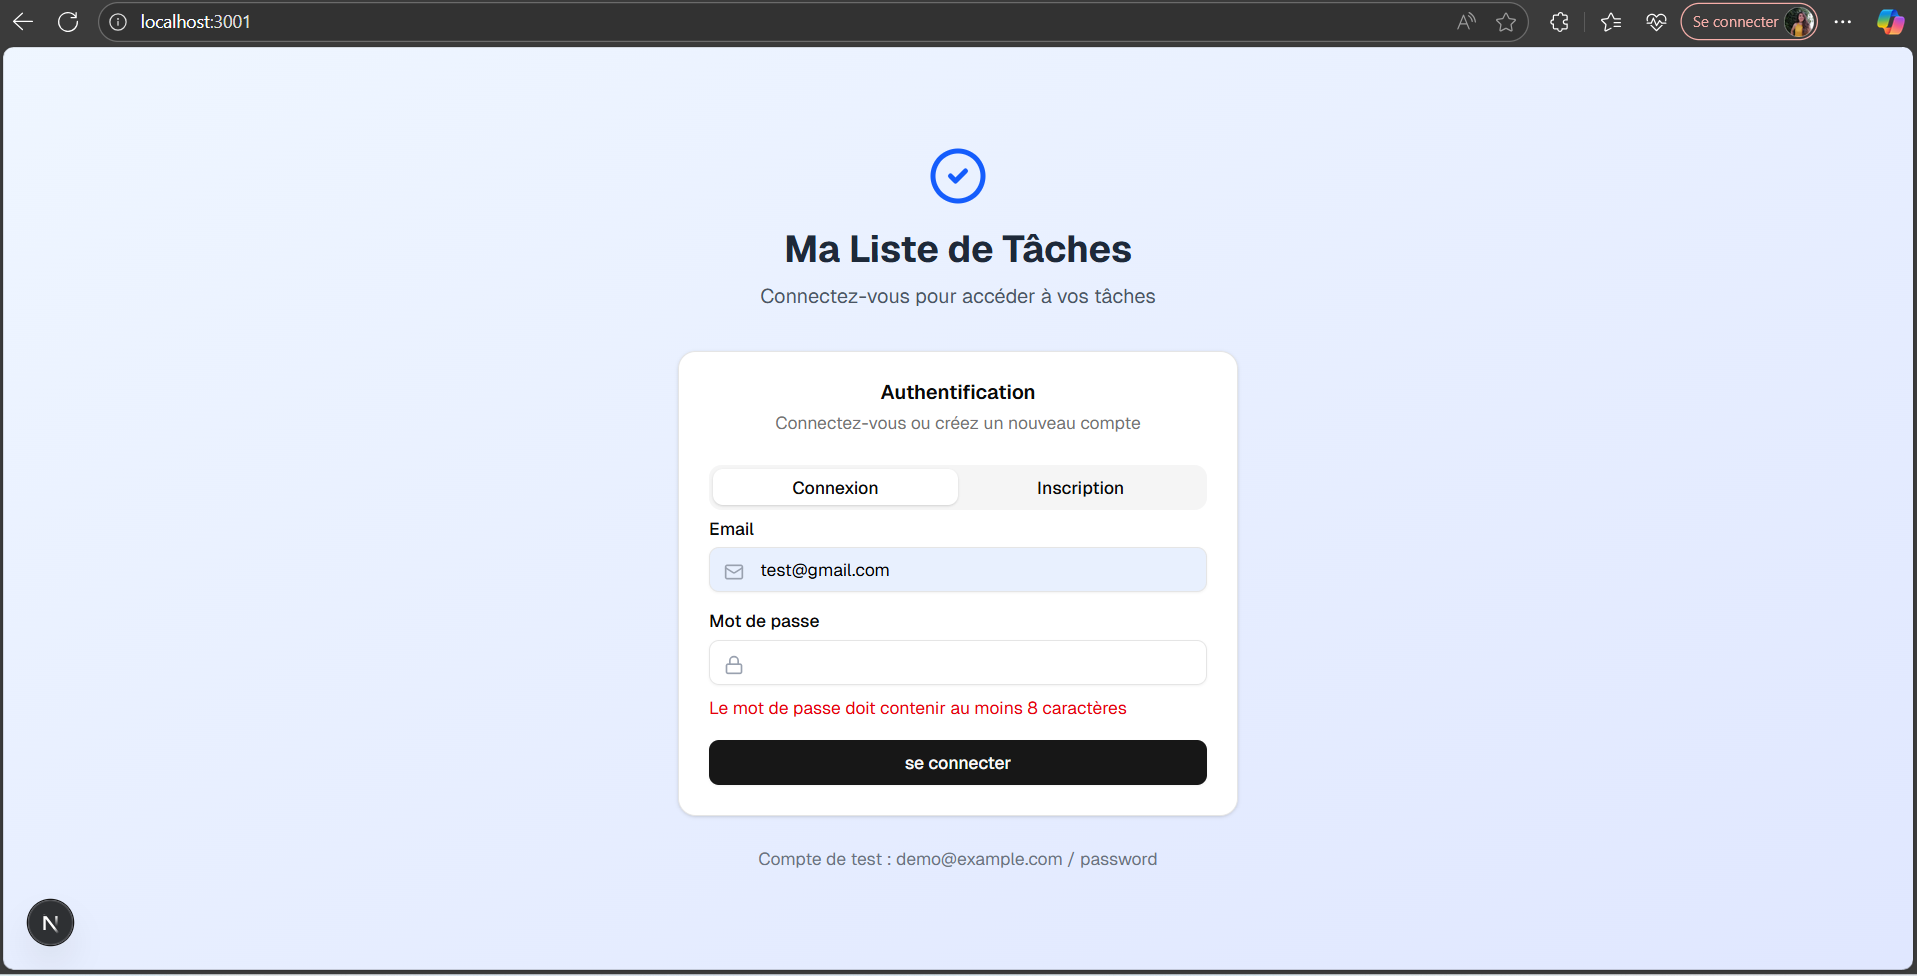 localhost:3001
Se connecter
Ma Liste de Tâches
Connectez-vous pour accéder à vos tâches
Authentification
Connectez-vous ou créez un nouveau compte
Connexion Inscription
Email
test@gmail.com
Mot de passe
Le mot de passe doit contenir au moins 8 caractères
se connecter
Compte de test : demo@example.com / password
N